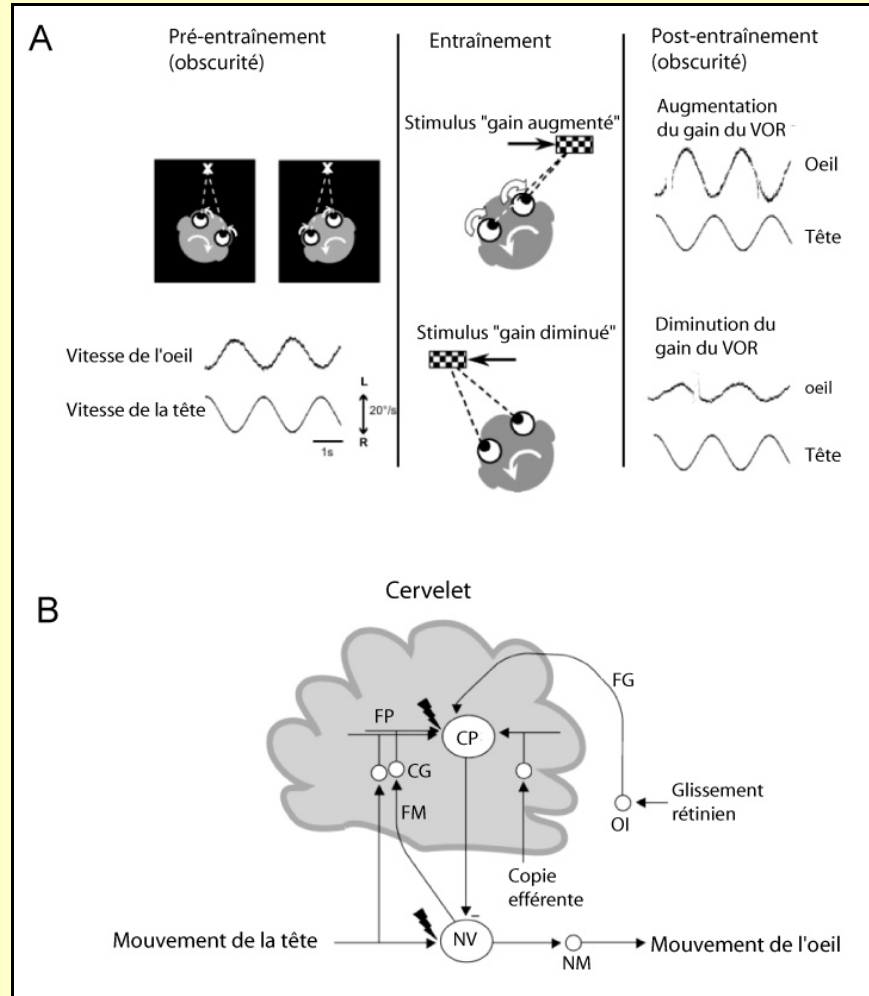 A
Pré-entraînement
(obscurité)
Entraînement
Post-entraînement
(obscurité)
Stimulus "gain augmenté"
Augmentation
du gain du VOR
Oeil
Tête
X
X
Vitesse de l'oeil
Vitesse de la tête
L
20°/s
R
1s
Stimulus "gain diminué"
Diminution du
gain du VOR
oeil
Tête
B
Cervelet
FG
FP
CP
CG
FM
OI
Glissement
rétinien
Copie
efférente
Mouvement de la tête
NV
–
NM
Mouvement de l'oeil